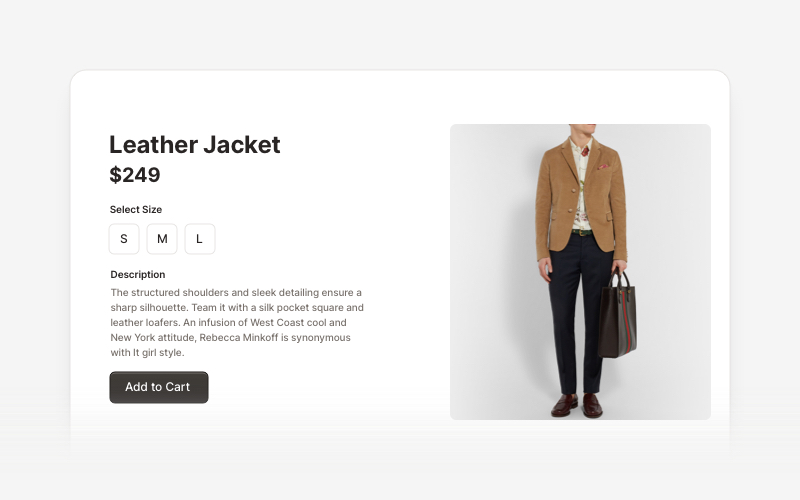 Leather Jacket
$249
Select Size
S M L
Description
The structured shoulders and sleek detailing ensure a
sharp silhouette. Team it with a silk pocket square and
leather loafers. An infusion of West Coast cool and
New York attitude, Rebecca Minkoff is synonymous
with It girl style.
Add to Cart